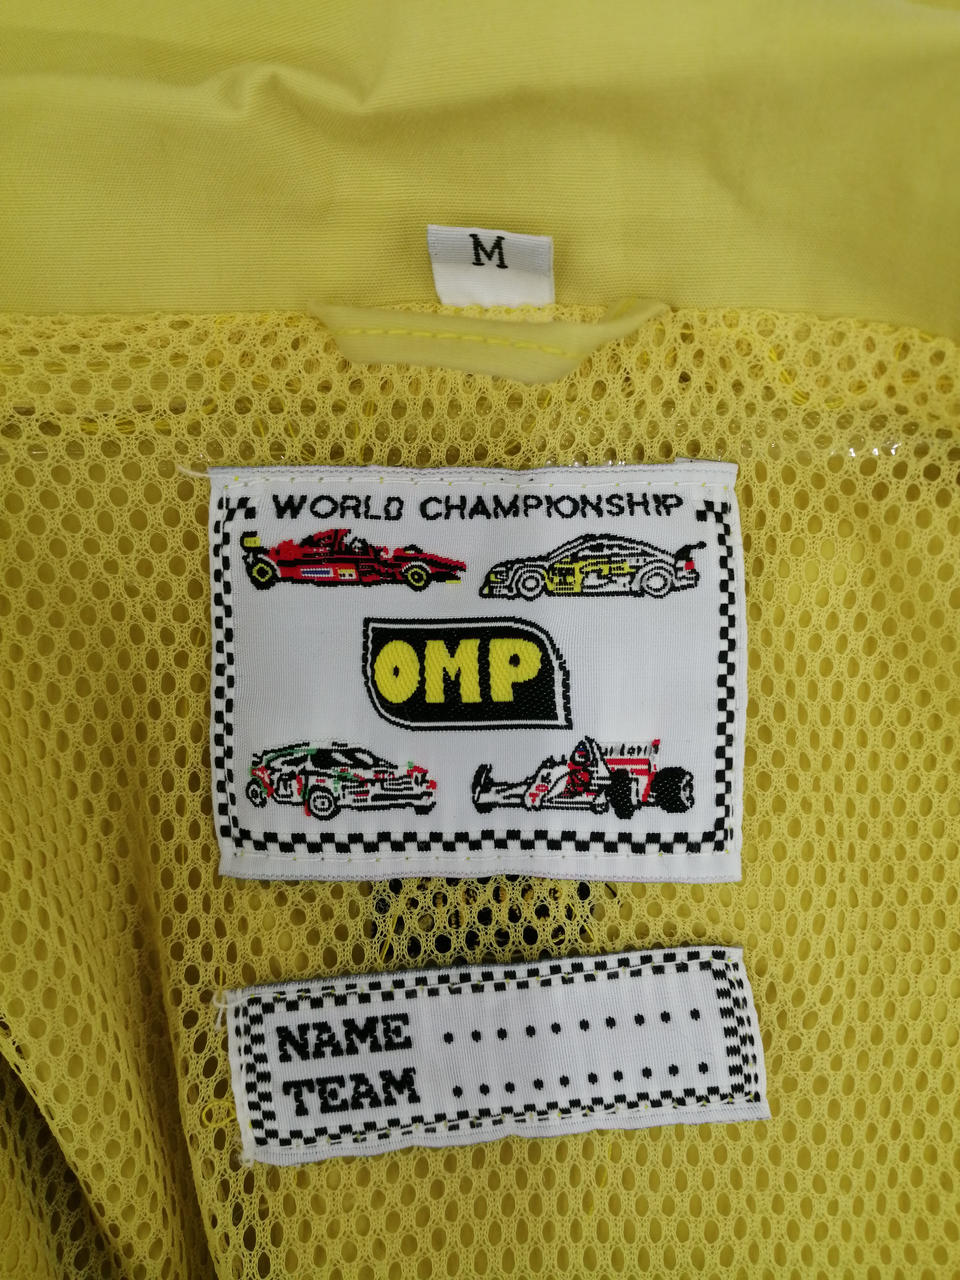 M
WORLD CHAMPIONSHIP
OMP
NAME ..........
TEAM ..........